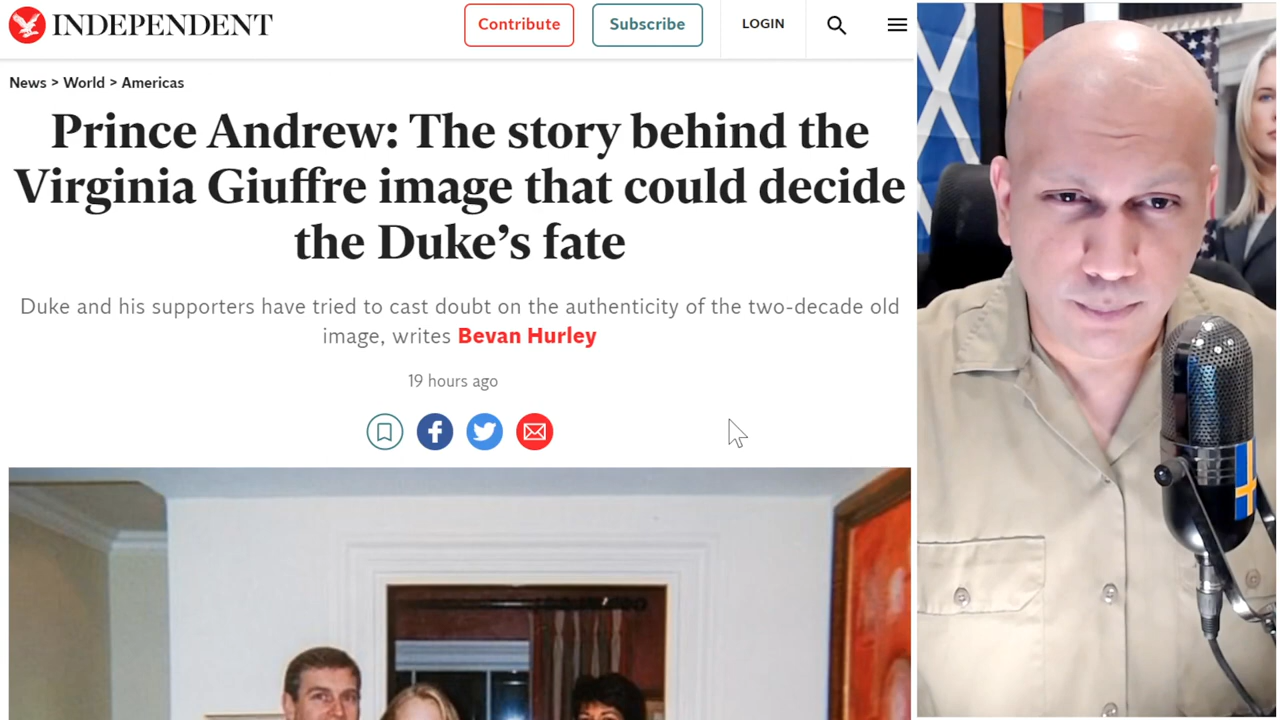 INDEPENDENT
Contribute
Subscribe
LOGIN
News > World > Americas
Prince Andrew: The story behind the
Virginia Giuffre image that could decide
the Duke’s fate
Duke and his supporters have tried to cast doubt on the authenticity of the two-decade old
image, writes Bevan Hurley
19 hours ago